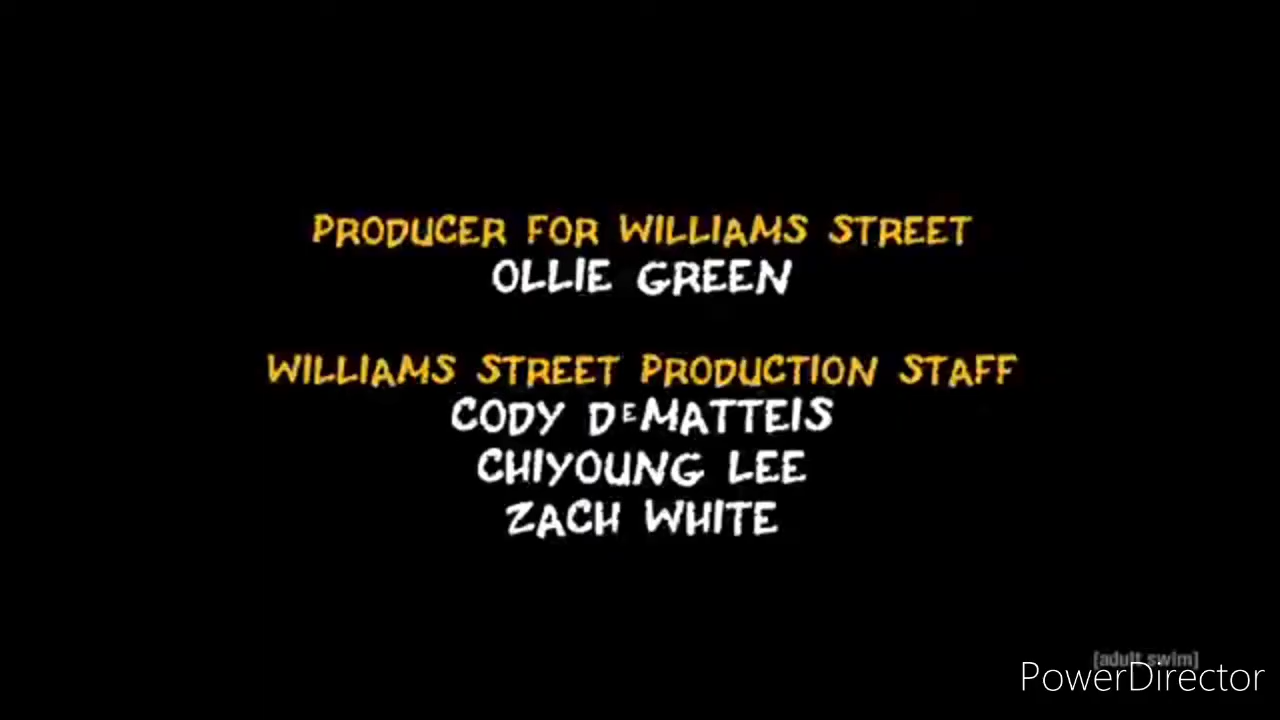 PRODUCER FOR WILLIAMS STREET
OLLIE GREEN
WILLIAMS STREET PRODUCTION STAFF
CODY DEMATTEIS
CHIYOUNG LEE
ZACH WHITE
[adult swim]
PowerDirector